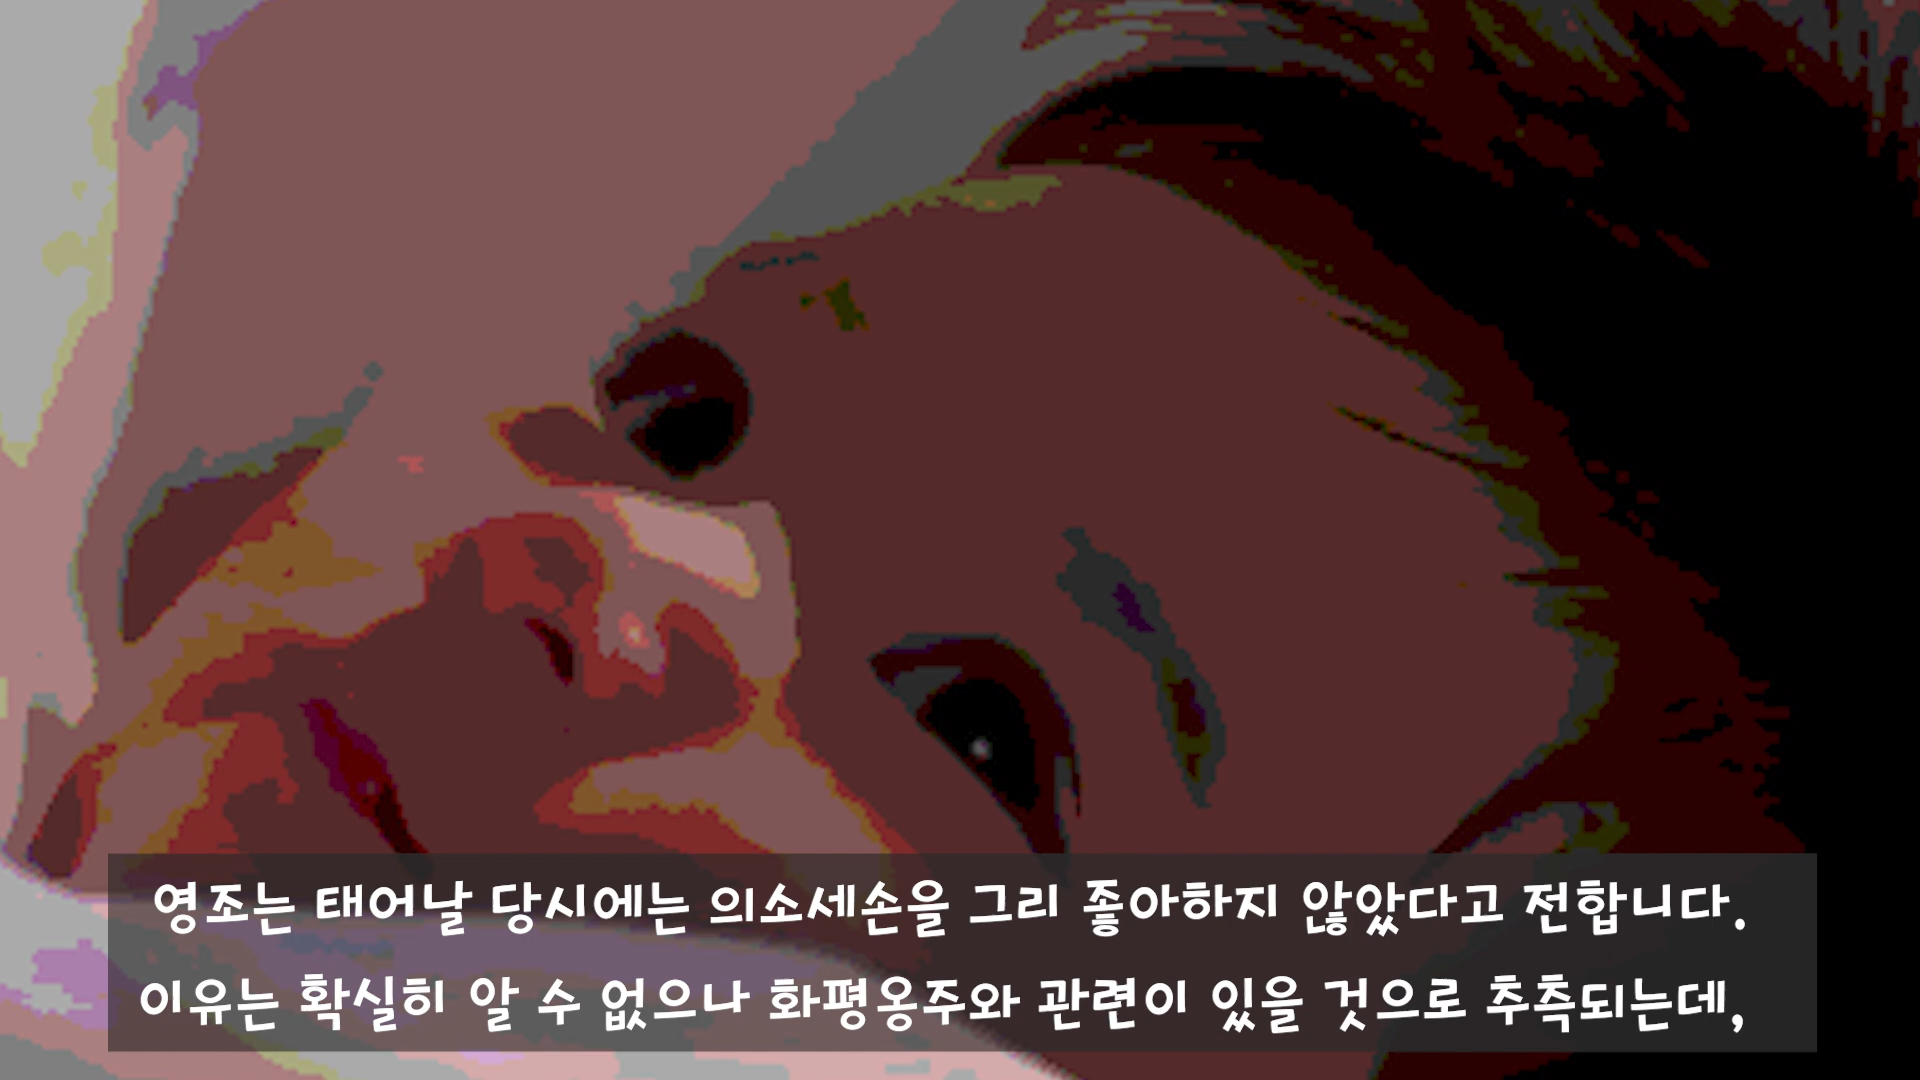 영조는 태어날 당시에는 의소세손을 그리 좋아하지 않았다고 전합니다.
이유는 확실히 알 수 없으나 화평옹주와 관련이 있을 것으로 추측되는데,